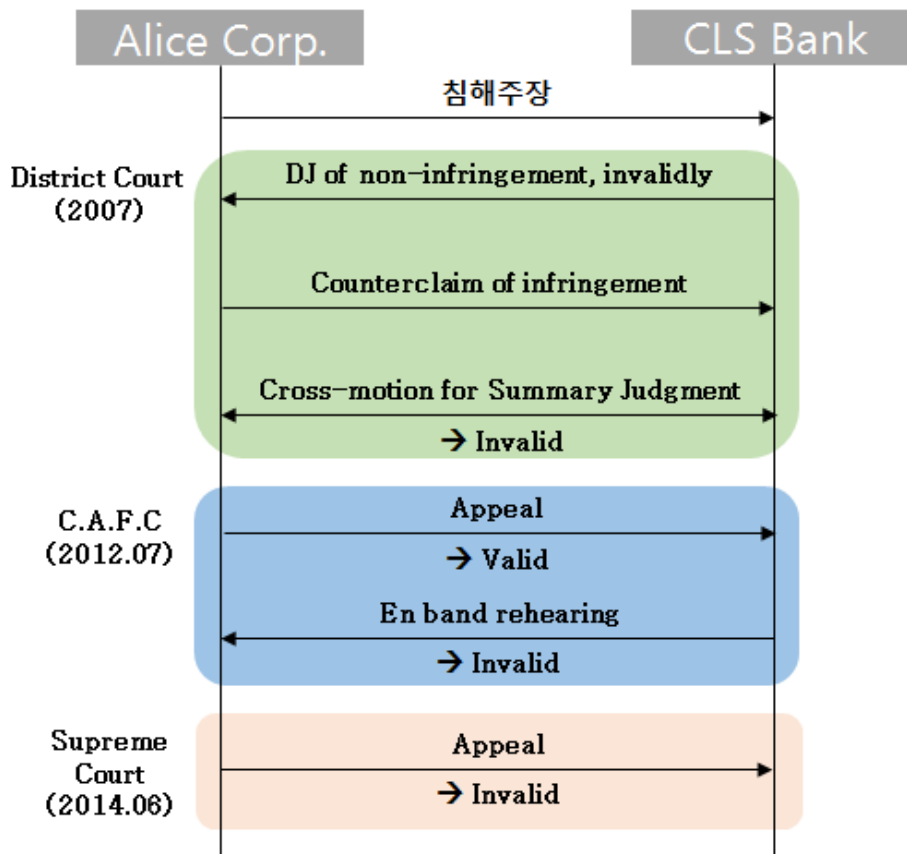 Alice Corp.
CLS Bank
침해주장
District Court
(2007)
DJ of non-infringement, invalidly
Counterclaim of infringement
Cross-motion for Summary Judgment
→ Invalid
C.A.F.C
(2012.07)
Appeal
→ Valid
En band rehearing
→ Invalid
Supreme
Court
(2014.06)
Appeal
→ Invalid